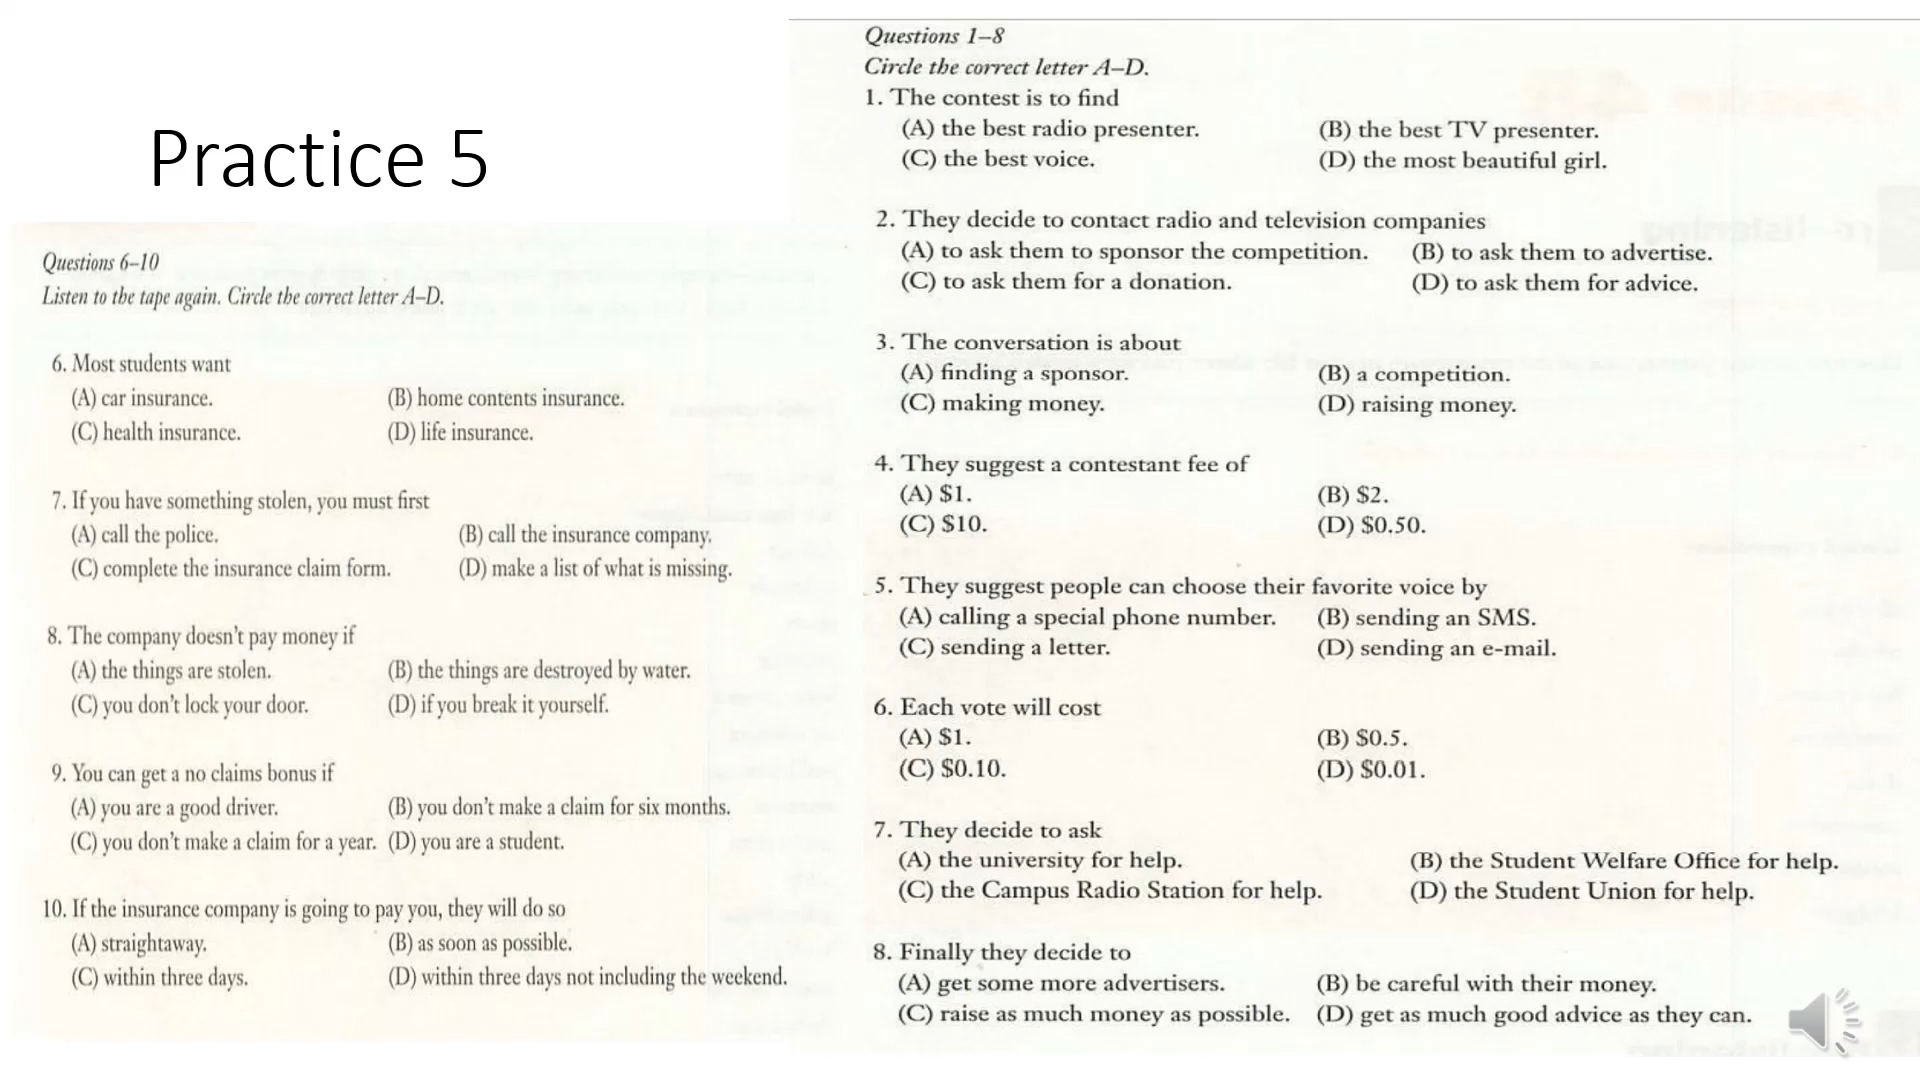 Practice 5
Questions 6–10
Listen to the tape again. Circle the correct letter A–D.
6. Most students want
(A) car insurance. (B) home contents insurance.
(C) health insurance. (D) life insurance.
7. If you have something stolen, you must first
(A) call the police. (B) call the insurance company.
(C) complete the insurance claim form. (D) make a list of what is missing.
8. The company doesn't pay money if
(A) the things are stolen. (B) the things are destroyed by water.
(C) you don't lock your door. (D) if you break it yourself.
9. You can get a no claims bonus if
(A) you are a good driver. (B) you don't make a claim for six months.
(C) you don't make a claim for a year. (D) you are a student.
10. If the insurance company is going to pay you, they will do so
(A) straightaway. (B) as soon as possible.
(C) within three days. (D) within three days not including the weekend.
Questions 1–8
Circle the correct letter A–D.
1. The contest is to find
(A) the best radio presenter. (B) the best TV presenter.
(C) the best voice. (D) the most beautiful girl.
2. They decide to contact radio and television companies
(A) to ask them to sponsor the competition. (B) to ask them to advertise.
(C) to ask them for a donation. (D) to ask them for advice.
3. The conversation is about
(A) finding a sponsor. (B) a competition.
(C) making money. (D) raising money.
4. They suggest a contestant fee of
(A) $1. (B) $2.
(C) $10. (D) $0.50.
5. They suggest people can choose their favorite voice by
(A) calling a special phone number. (B) sending an SMS.
(C) sending a letter. (D) sending an e-mail.
6. Each vote will cost
(A) $1. (B) $0.5.
(C) $0.10. (D) $0.01.
7. They decide to ask
(A) the university for help. (B) the Student Welfare Office for help.
(C) the Campus Radio Station for help. (D) the Student Union for help.
8. Finally they decide to
(A) get some more advertisers. (B) be careful with their money.
(C) raise as much money as possible. (D) get as much good advice as they can.